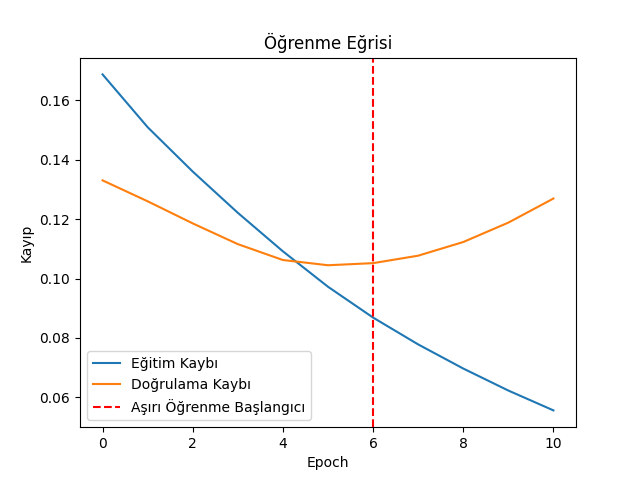 Öğrenme Eğrisi
0.16
0.14
0.12
0.10
0.08
0.06
Kayıp
Eğitim Kaybı
Doğrulama Kaybı
Aşırı Öğrenme Başlangıcı
0 2 4 6 8 10
Epoch